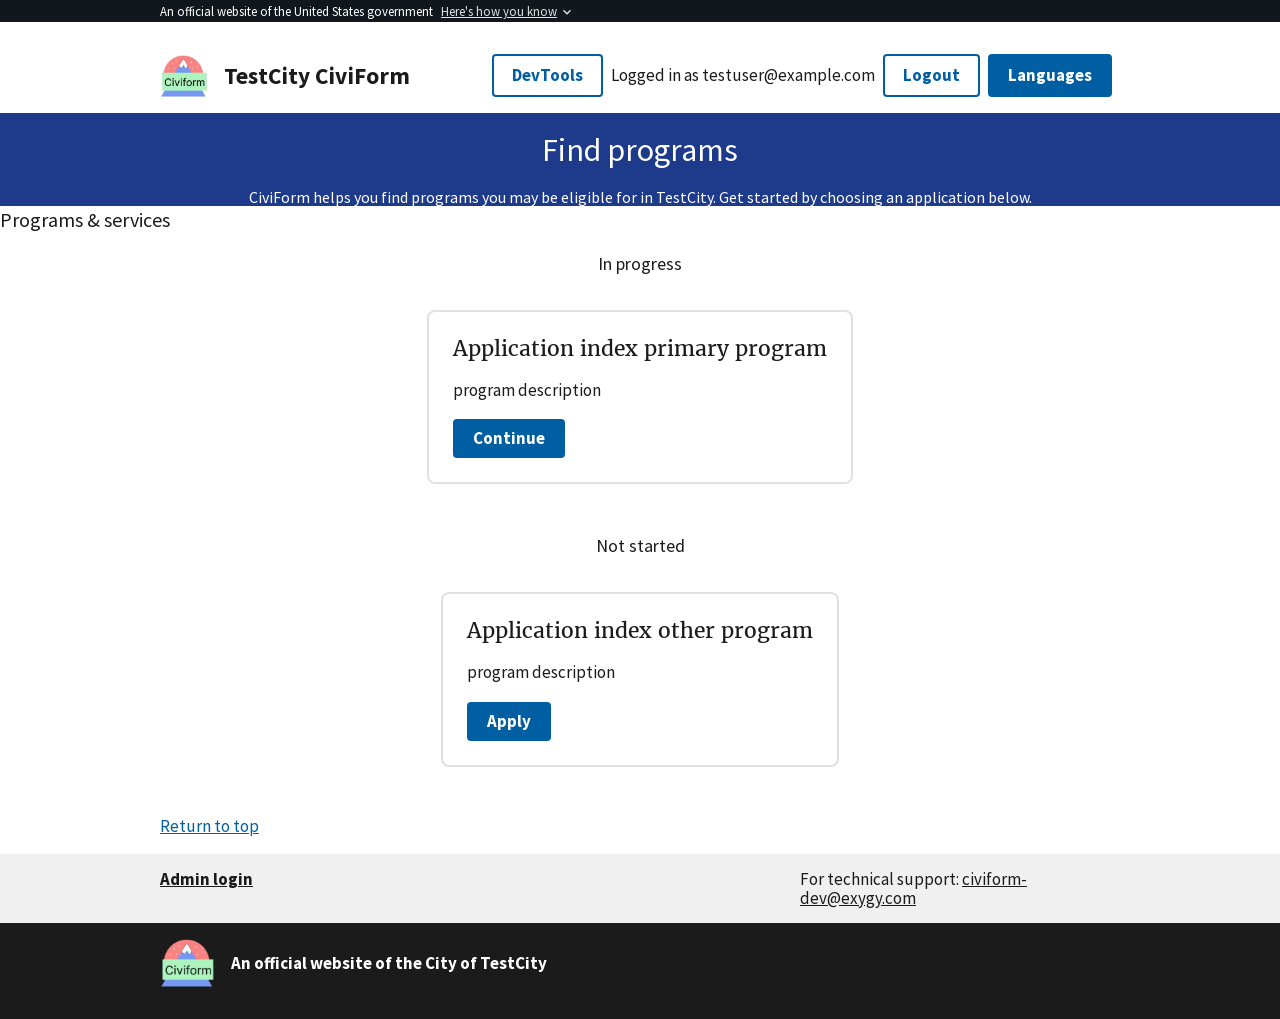 An official website of the United States government Here's how you know
Civiform
TestCity CiviForm
DevTools
Logged in as testuser@example.com
Logout
Languages
Find programs
CiviForm helps you find programs you may be eligible for in TestCity. Get started by choosing an application below.
Programs & services
In progress
Application index primary program
program description
Continue
Not started
Application index other program
program description
Apply
Return to top
Admin login
For technical support: civiform-
dev@exygy.com
Civiform
An official website of the City of TestCity